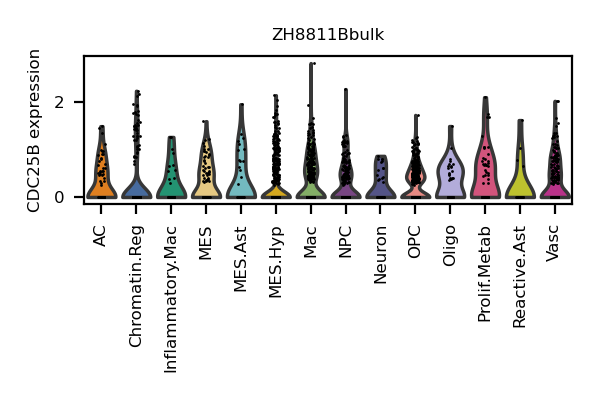 ZH8811Bbulk
CDC25B expression
2
0
AC
Chromatin.Reg
Inflammatory.Mac
MES
MES.Ast
MES.Hyp
Mac
NPC
Neuron
OPC
Oligo
Prolif.Metab
Reactive.Ast
Vasc